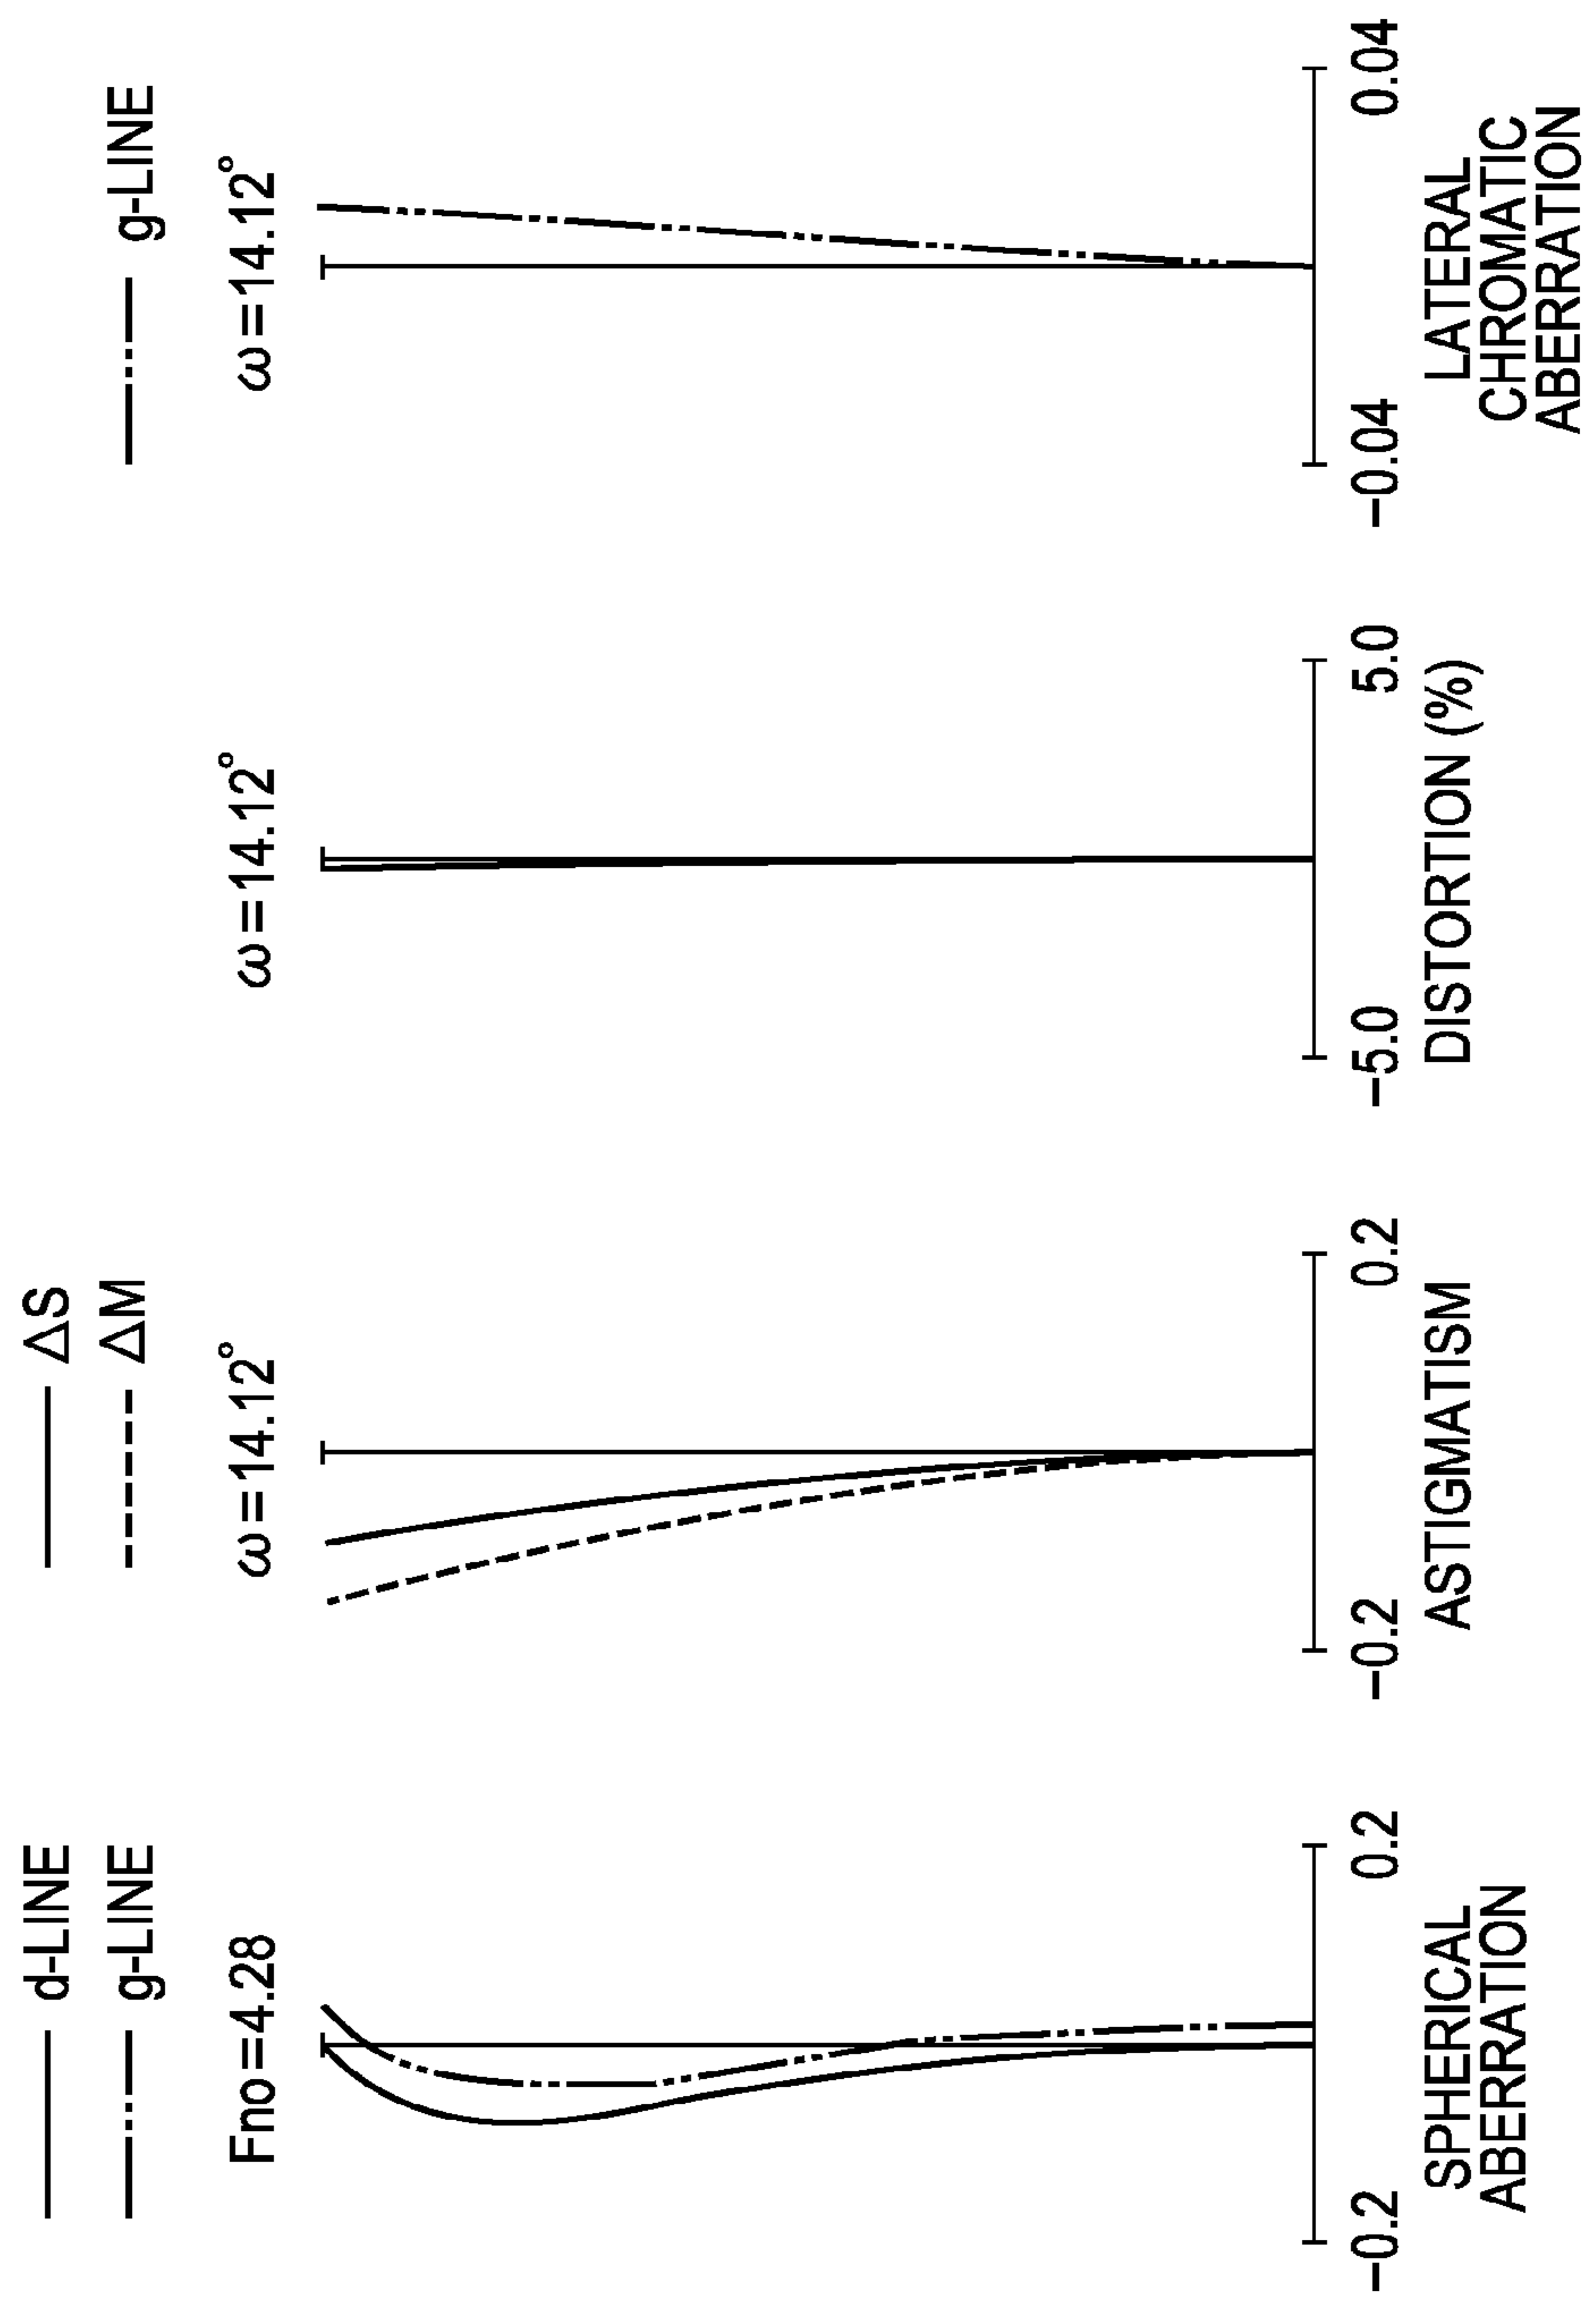 d-LINE
g-LINE
Fno=4.28
−0.2
0.2
SPHERICAL
ABERRATION
ΔS
ΔM
ω=14.12°
−0.2
0.2
ASTIGMATISM
ω=14.12°
−5.0
5.0
DISTORTION (%)
g-LINE
ω=14.12°
−0.04
0.04
LATERAL
CHROMATIC
ABERRATION